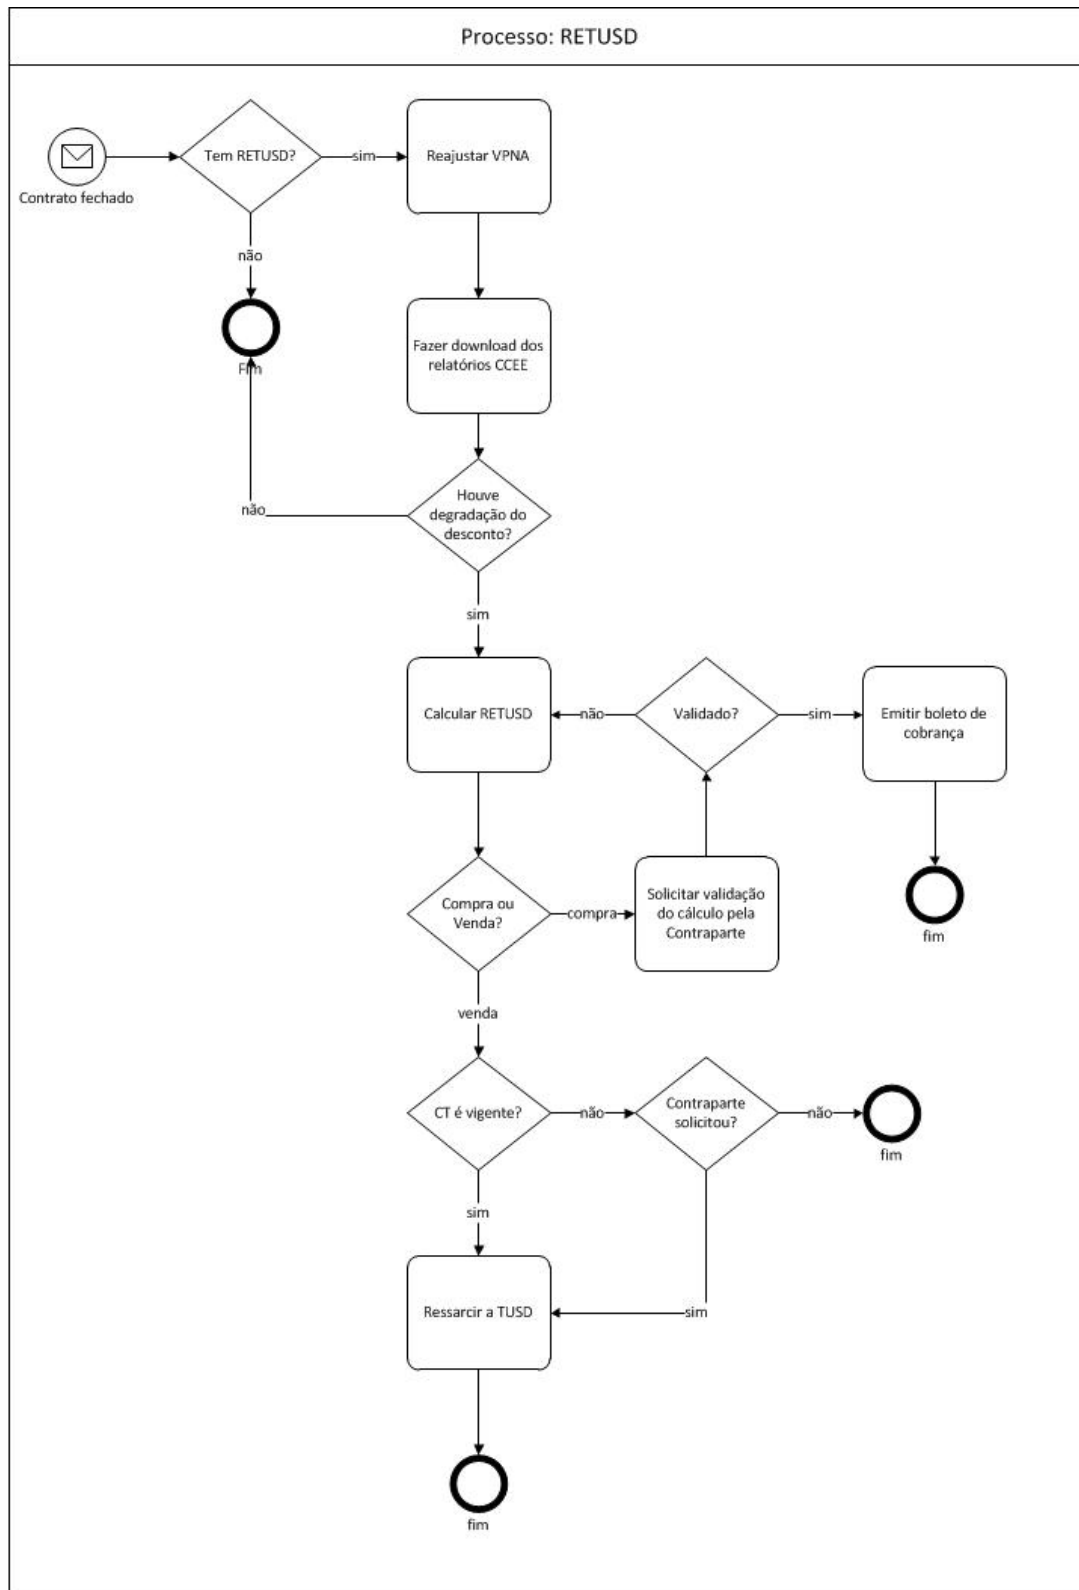 Processo: RETUSD
Tem RETUSD?
sim
Reajustar VPNA
Contrato fechado
não
Fim
Fazer download dos
relatórios CCEE
Houve
degradação do
desconto?
não
sim
Calcular RETUSD
não
Validado?
sim
Emitir boleto de
cobrança
Compra ou
Venda?
compra
Solicitar validação
do cálculo pela
Contraparte
fim
venda
CT é vigente?
não
Contraparte
solicitou?
não
fim
sim
Ressarcir a TUSD
sim
fim